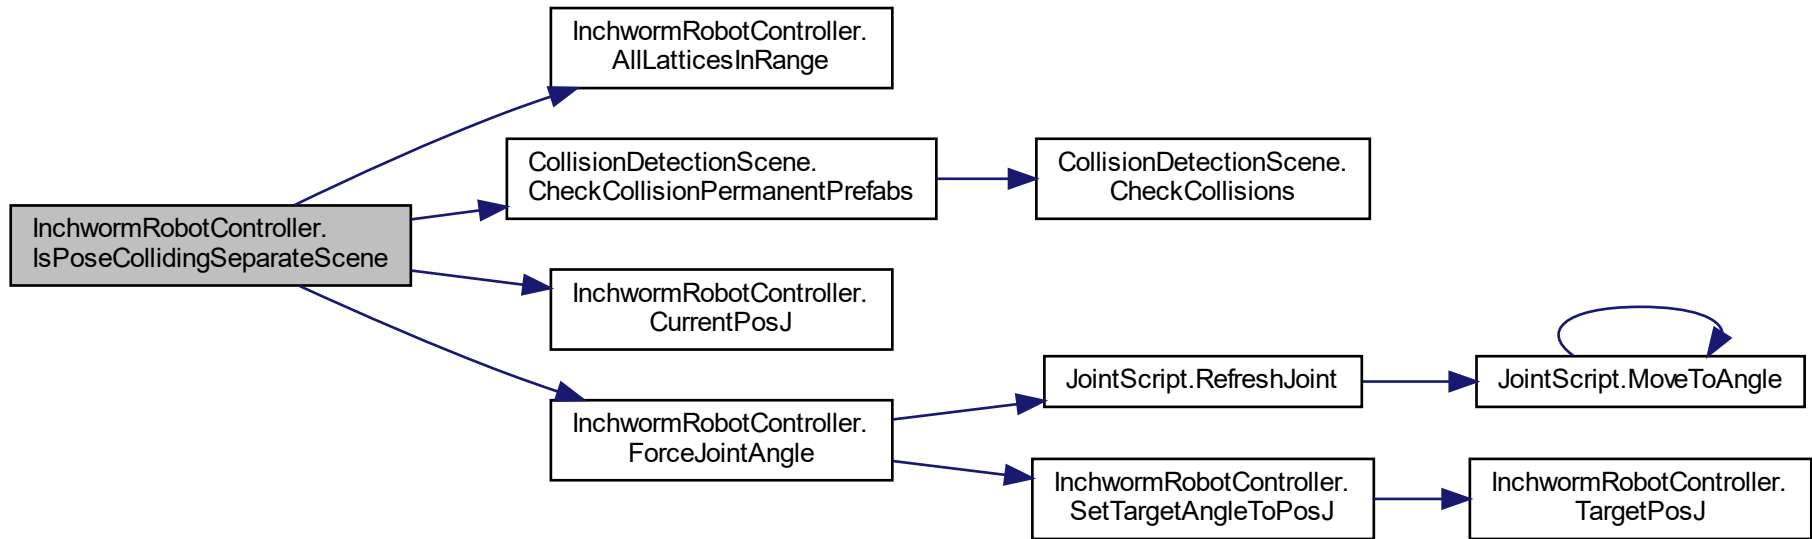 InchwormRobotController.
AllLatticesInRange
CollisionDetectionScene.
CheckCollisionPermanentPrefabs
CollisionDetectionScene.
CheckCollisions
InchwormRobotController.
IsPoseCollidingSeparateScene
InchwormRobotController.
CurrentPosJ
InchwormRobotController.
ForceJointAngle
JointScript.RefreshJoint
JointScript.MoveToAngle
InchwormRobotController.
SetTargetAngleToPosJ
InchwormRobotController.
TargetPosJ